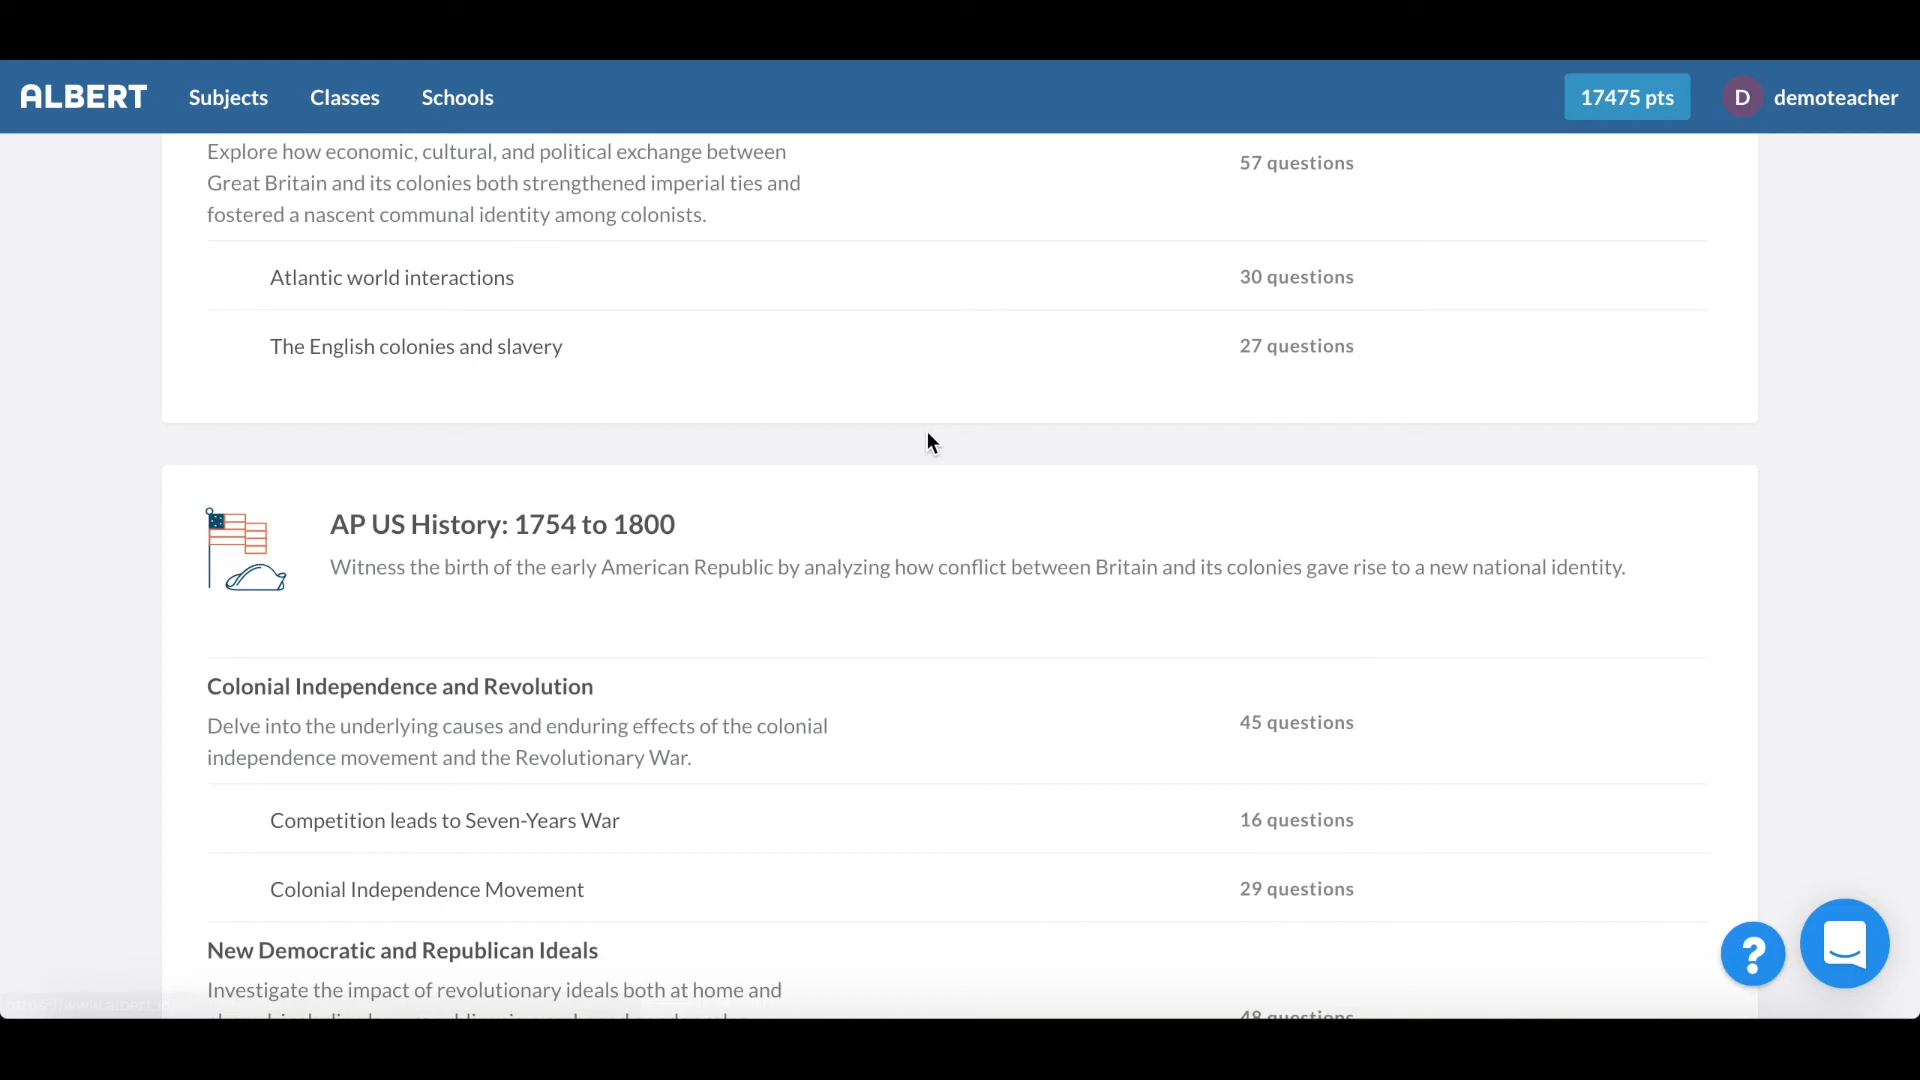 ALBERT Subjects Classes Schools 17475 pts D demoteacher
Explore how economic, cultural, and political exchange between
57 questions
Great Britain and its colonies both strengthened imperial ties and
fostered a nascent communal identity among colonists.
Atlantic world interactions 30 questions
The English colonies and slavery 27 questions
AP US History: 1754 to 1800
Witness the birth of the early American Republic by analyzing how conflict between Britain and its colonies gave rise to a new national identity.
Colonial Independence and Revolution
Delve into the underlying causes and enduring effects of the colonial
45 questions
independence movement and the Revolutionary War.
Competition leads to Seven-Years War 16 questions
Colonial Independence Movement 29 questions
New Democratic and Republican Ideals
?
Investigate the impact of revolutionary ideals both at home and
48 questions